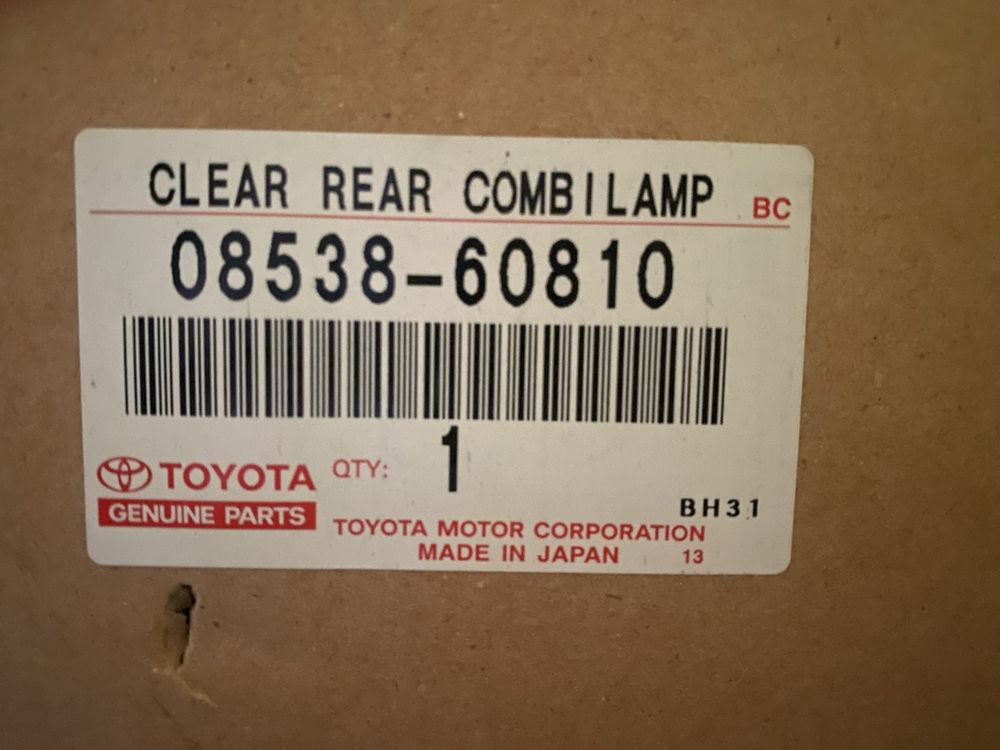 CLEAR REAR COMBILAMP BC
08538-60810
TOYOTA QTY: 1
GENUINE PARTS
BH31
TOYOTA MOTOR CORPORATION
MADE IN JAPAN 13